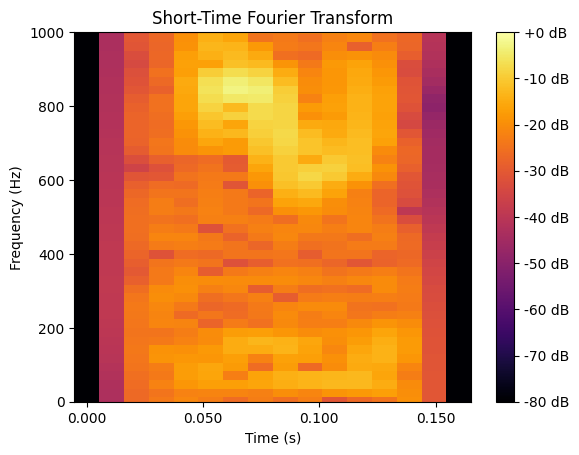 Short-Time Fourier Transform
Frequency (Hz)
1000
800
600
400
200
0
0.000
0.050
0.100
0.150
Time (s)
+0 dB
-10 dB
-20 dB
-30 dB
-40 dB
-50 dB
-60 dB
-70 dB
-80 dB